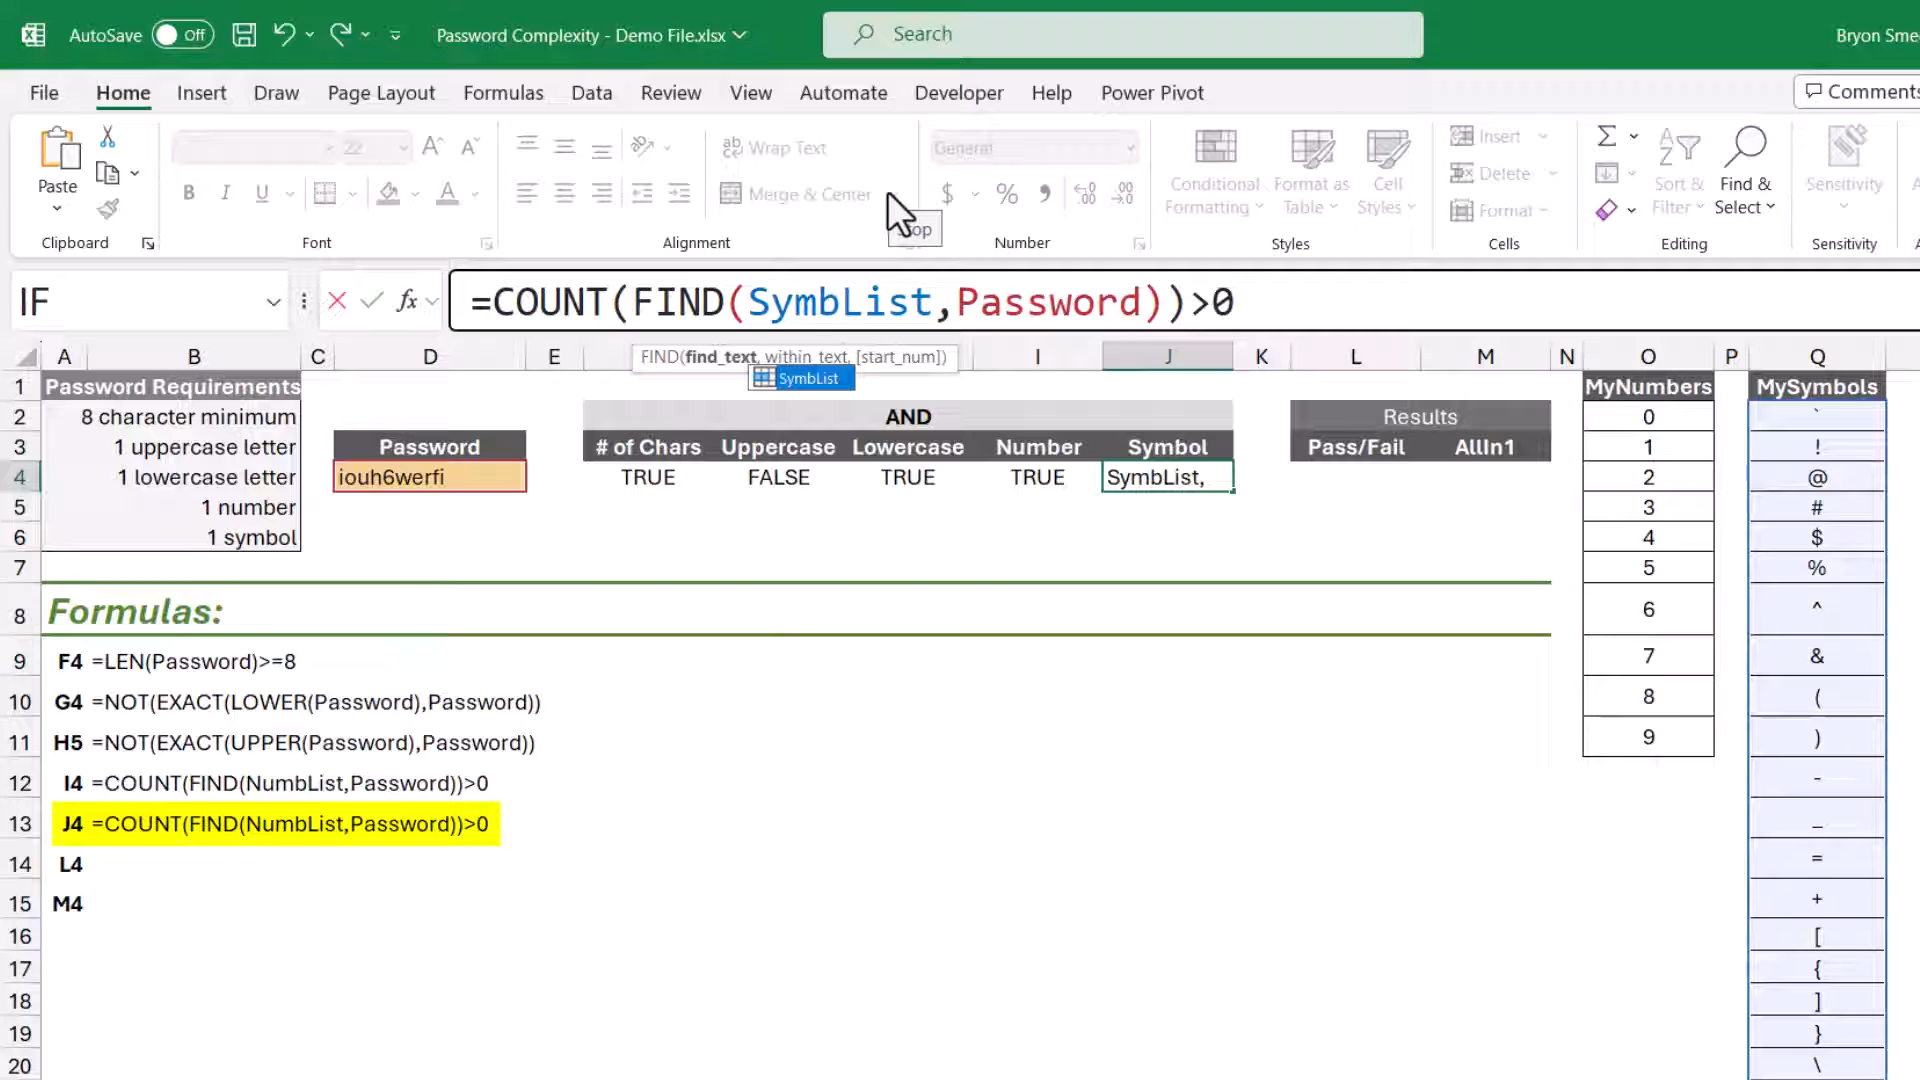 AutoSave Off Password Complexity - Demo File.xlsx Search Bryon Sme
File Home Insert Draw Page Layout Formulas Data Review View Automate Developer Help Power Pivot Comments
Paste 22 B I U ab Wrap Text Merge & Center General $ % Conditional Formatting Format as Table Cell Styles Insert Delete Format Sort & Filter Find & Select Sensitivity
Clipboard Font Alignment Number Styles Cells Editing Sensitivity
IF fx =COUNT(FIND(SymbList,Password))>0
FIND(find_text, within_text, [start_num])
SymbList
A B C D E I J K L M N O P Q
1 Password Requirements MyNumbers MySymbols
2 8 character minimum AND Results 0 `
3 1 uppercase letter Password # of Chars Uppercase Lowercase Number Symbol Pass/Fail AllIn1 1 !
4 1 lowercase letter iouh6werfi TRUE FALSE TRUE TRUE SymbList, 2 @
5 1 number 3 #
6 1 symbol 4 $
7 5 %
8 Formulas: 6 ^
9 F4 =LEN(Password)>=8 7 &
10 G4 =NOT(EXACT(LOWER(Password),Password)) 8 (
11 H5 =NOT(EXACT(UPPER(Password),Password)) 9 )
12 I4 =COUNT(FIND(NumbList,Password))>0 -
13 J4 =COUNT(FIND(NumbList,Password))>0 _
14 L4 =
15 M4 +
16 [
17 {
18 ]
19 }
20 \